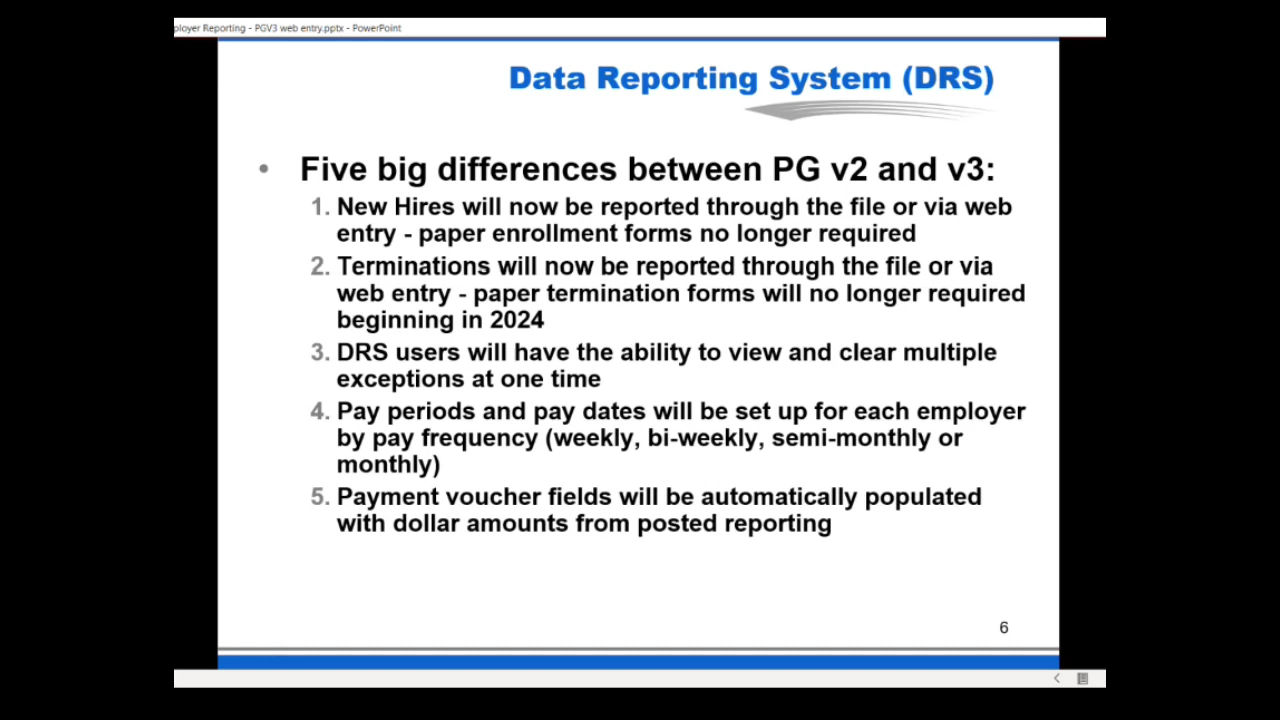 ployer Reporting - PGV3 web entry.pptx - PowerPoint
Data Reporting System (DRS)
• Five big differences between PG v2 and v3:
1. New Hires will now be reported through the file or via web
entry - paper enrollment forms no longer required
2. Terminations will now be reported through the file or via
web entry - paper termination forms will no longer required
beginning in 2024
3. DRS users will have the ability to view and clear multiple
exceptions at one time
4. Pay periods and pay dates will be set up for each employer
by pay frequency (weekly, bi-weekly, semi-monthly or
monthly)
5. Payment voucher fields will be automatically populated
with dollar amounts from posted reporting
6